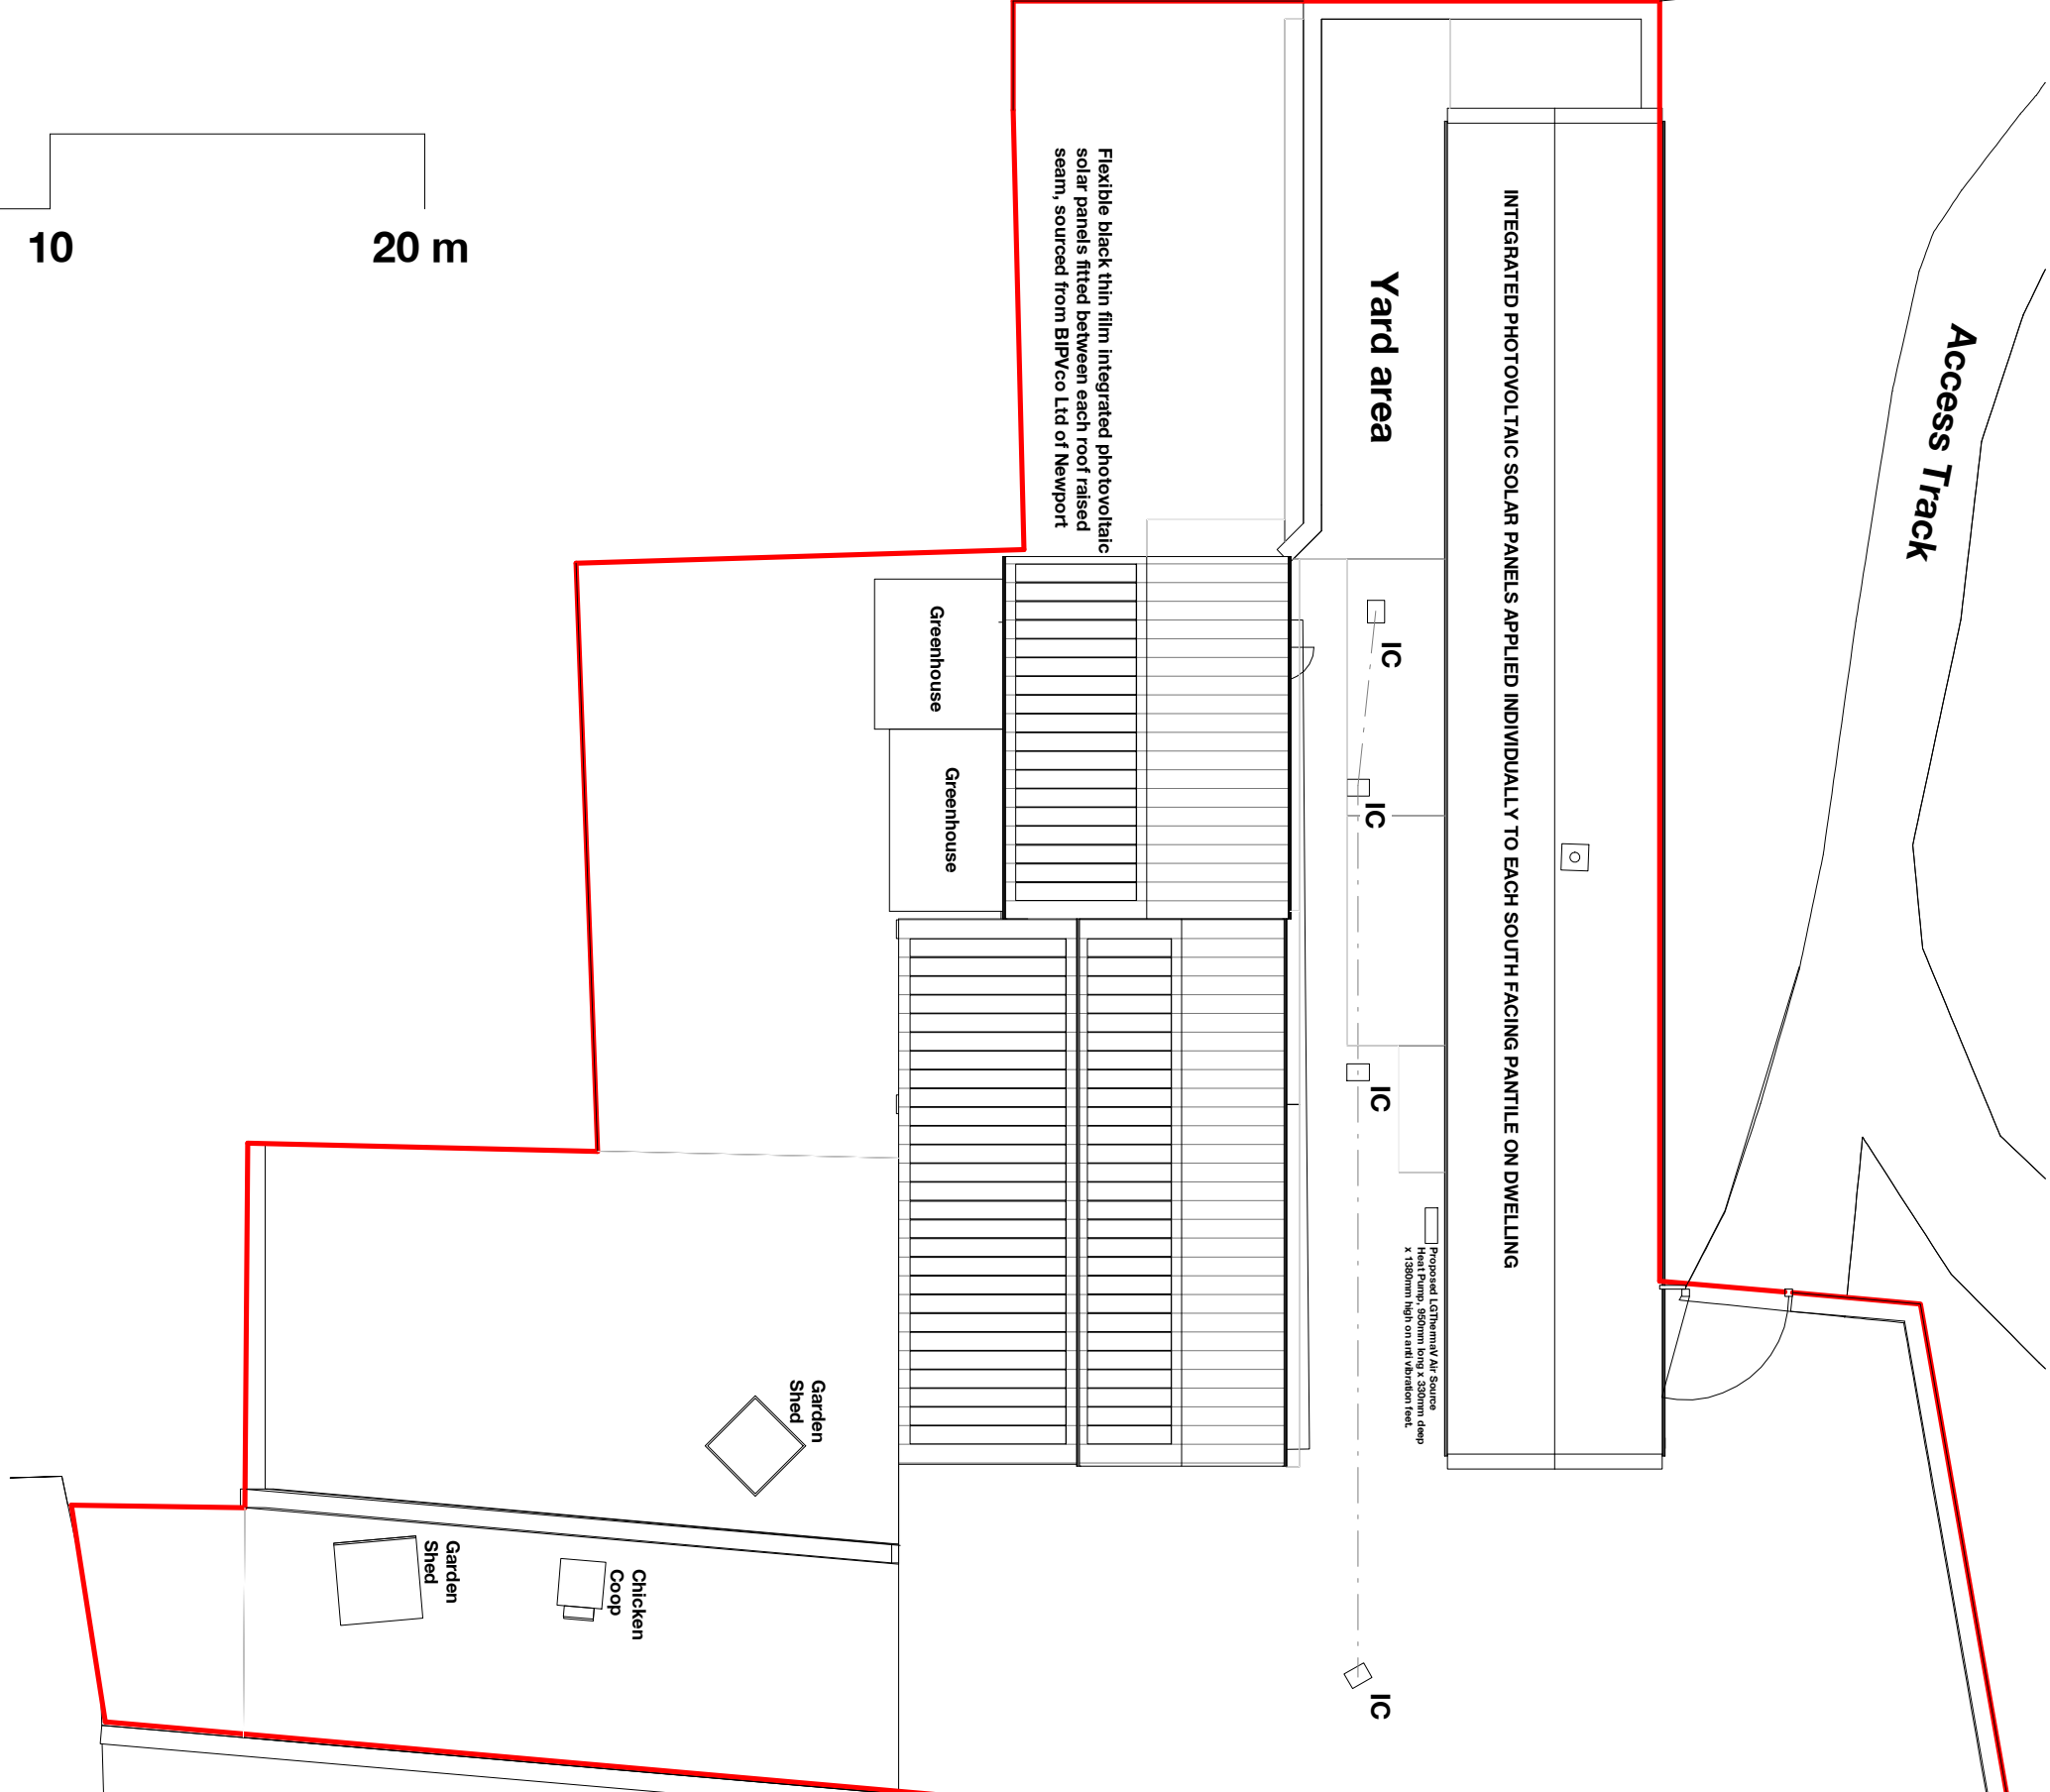 10
20 m
Flexible black thin film integrated photovoltaic
solar panels fitted between each roof raised
seam, sourced from BIPVco Ltd of Newport
Yard area
INTEGRATED PHOTOVOLTAIC SOLAR PANELS APPLIED INDIVIDUALLY TO EACH SOUTH FACING PANTILE ON DWELLING
Access Track
Greenhouse
Greenhouse
IC
IC
IC
Proposed LGThermaV Air Source
Heat Pump, 950mm long x 330mm deep
x 1380mm high on anti vibration feet.
Garden
Shed
Garden
Shed
Chicken
Coop
IC